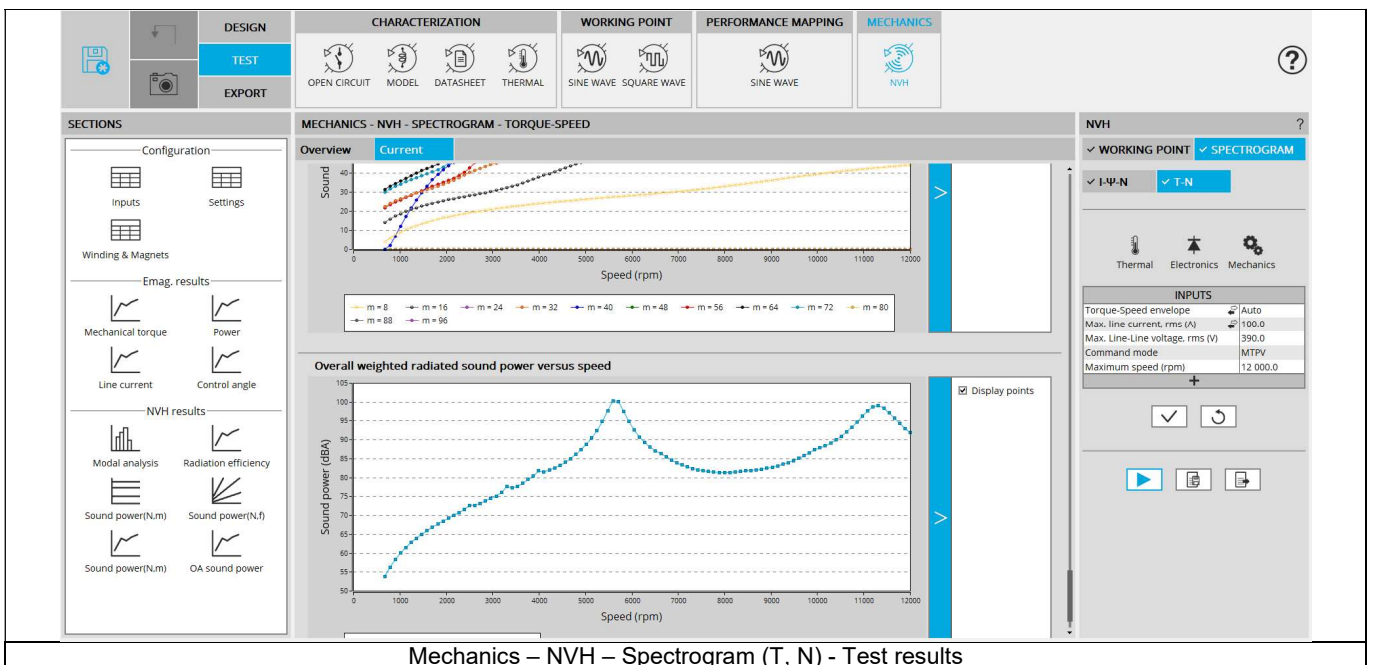 DESIGN
TEST
EXPORT
CHARACTERIZATION
OPEN CIRCUIT MODEL DATASHEET THERMAL
WORKING POINT
SINE WAVE SQUARE WAVE
PERFORMANCE MAPPING
SINE WAVE
MECHANICS
NVH
?
SECTIONS
Configuration
Inputs Settings
Winding & Magnets
Emag. results
Mechanical torque Power
Line current Control angle
NVH results
Modal analysis Radiation efficiency
Sound power(N,m) Sound power(N,f)
Sound power(N,m) OA sound power
MECHANICS - NVH - SPECTROGRAM - TORQUE-SPEED
Overview Current
Sound
40
30
20
10
0
0 1000 2000 3000 4000 5000 6000 7000 8000 9000 10000 11000 12000
Speed (rpm)
m = 8 m = 16 m = 24 m = 32 m = 40 m = 48 m = 56 m = 64 m = 72 m = 80
m = 88 m = 96
>
Overall weighted radiated sound power versus speed
Sound power (dBA)
105
100
95
90
85
80
75
70
65
60
55
50
0 1000 2000 3000 4000 5000 6000 7000 8000 9000 10000 11000 12000
Speed (rpm)
>
Display points
NVH ?
WORKING POINT SPECTROGRAM
I-Ψ-N T-N
Thermal Electronics Mechanics
INPUTS
Torque-Speed envelope Auto
Max. line current, rms (A) 100.0
Max. Line-Line voltage, rms (V) 390.0
Command mode MTPV
Maximum speed (rpm) 12 000.0
+
Mechanics – NVH – Spectrogram (T, N) - Test results